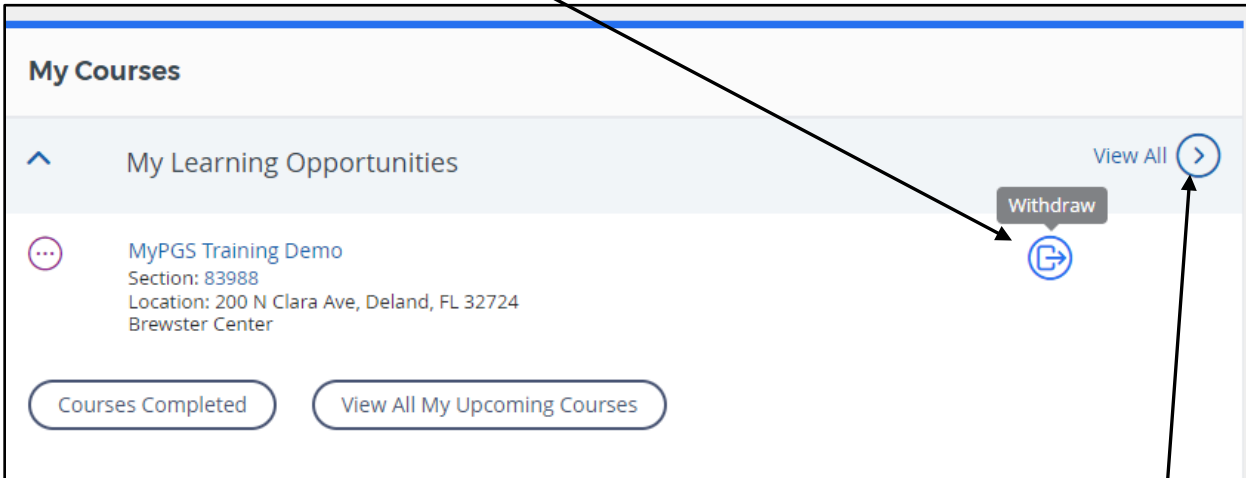 My Courses
My Learning Opportunities
View All
Withdraw
MyPGS Training Demo
Section: 83988
Location: 200 N Clara Ave, Deland, FL 32724
Brewster Center
Courses Completed
View All My Upcoming Courses